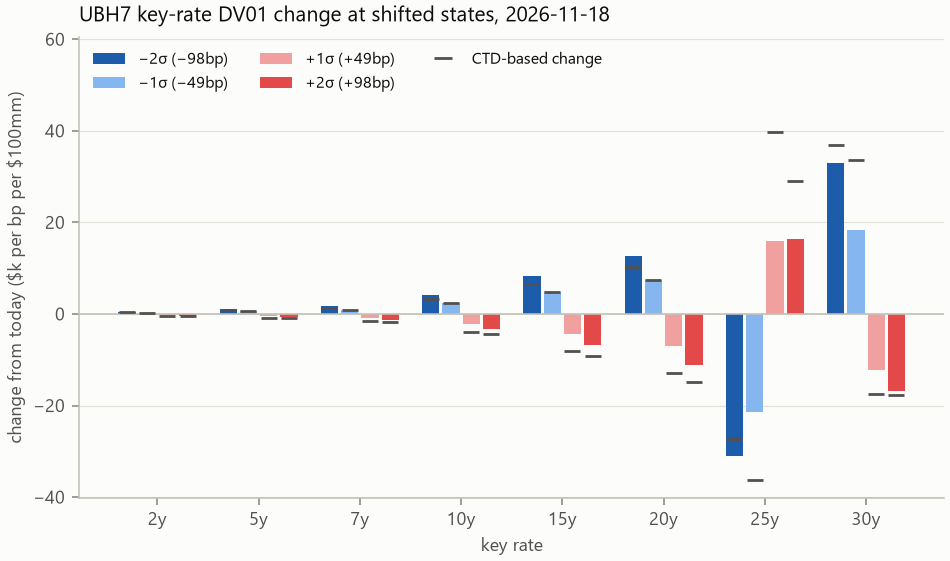 UBH7 key-rate DV01 change at shifted states, 2026-11-18
−2σ (−98bp)
−1σ (−49bp)
+1σ (+49bp)
+2σ (+98bp)
CTD-based change
change from today ($k per bp per $100mm)
60
40
20
0
−20
−40
2y 5y 7y 10y 15y 20y 25y 30y
key rate